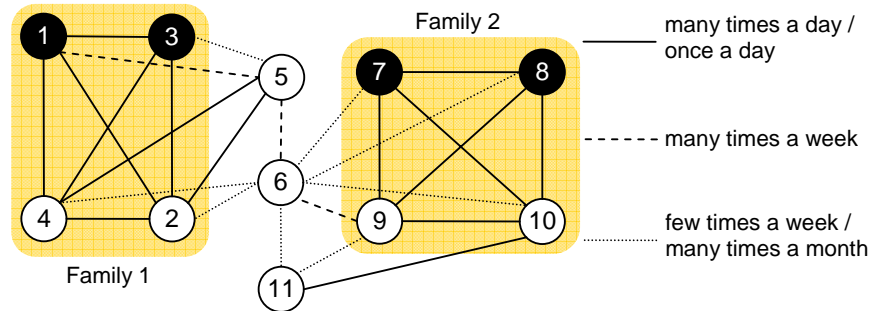 Family 2
many times a day /
once a day
1
3
5
7
8
many times a week
6
4
2
9
10
few times a week /
many times a month
Family 1
11